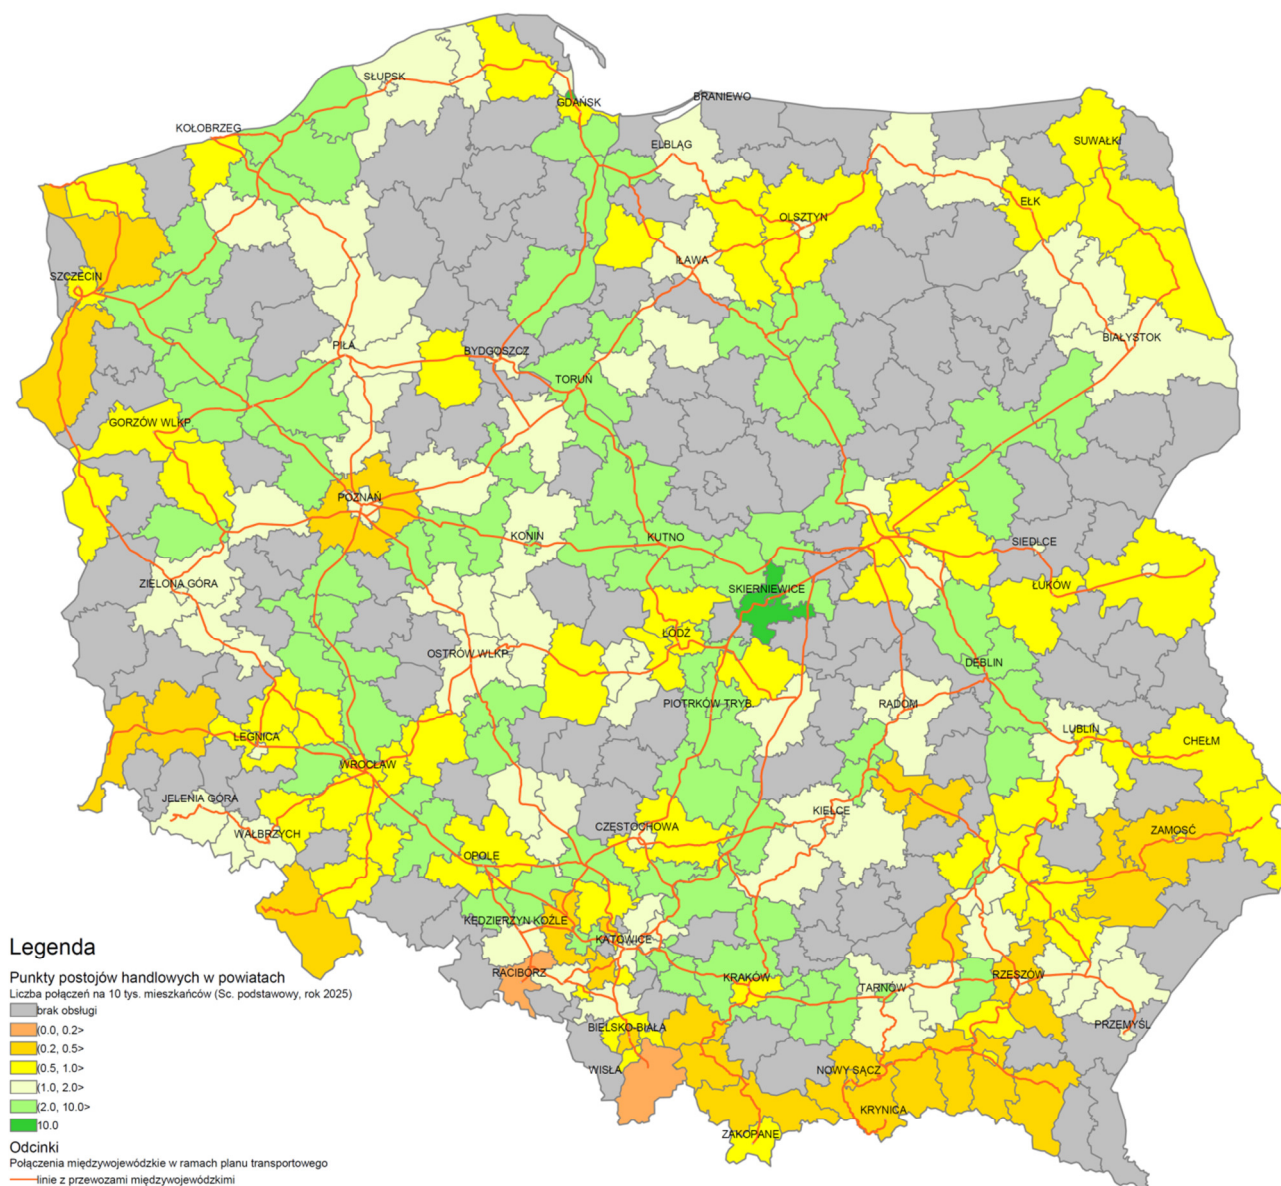 SŁUPSK
GDAŃSK
BRANIEWO
KOŁOBRZEG
ELBLĄG
SUWAŁKI
EŁK
OLSZTYN
IŁAWA
SZCZECIN
PIŁA
BYDGOSZCZ
BIAŁYSTOK
TORUŃ
GORZÓW WLKP.
POZNAŃ
KONIN
KUTNO
SIEDLCE
ZIELONA GÓRA
SKIERNIEWICE
ŁUKÓW
ŁÓDŹ
OSTRÓW WLKP.
DĘBLIN
PIOTRKÓW TRYB.
RADOM
LEGNICA
LUBLIN
CHEŁM
WROCŁAW
JELENIA GÓRA
WAŁBRZYCH
CZĘSTOCHOWA
KIELCE
ZAMOŚĆ
OPOLE
KĘDZIERZYN KOŹLE
KATOWICE
RACIBÓRZ
KRAKÓW
TARNÓW
RZESZÓW
BIELSKO-BIAŁA
PRZEMYŚL
WISŁA
NOWY SĄCZ
KRYNICA
ZAKOPANE
Legenda
Punkty postojów handlowych w powiatach
Liczba połączeń na 10 tys. mieszkańców (Sc. podstawowy, rok 2025)
brak obsługi
(0.0, 0.2>
(0.2, 0.5>
(0.5, 1.0>
(1.0, 2.0>
(2.0, 10.0>
10.0
Odcinki
Połączenia międzywojewódzkie w ramach planu transportowego
linie z przewozami międzywojewódzkimi